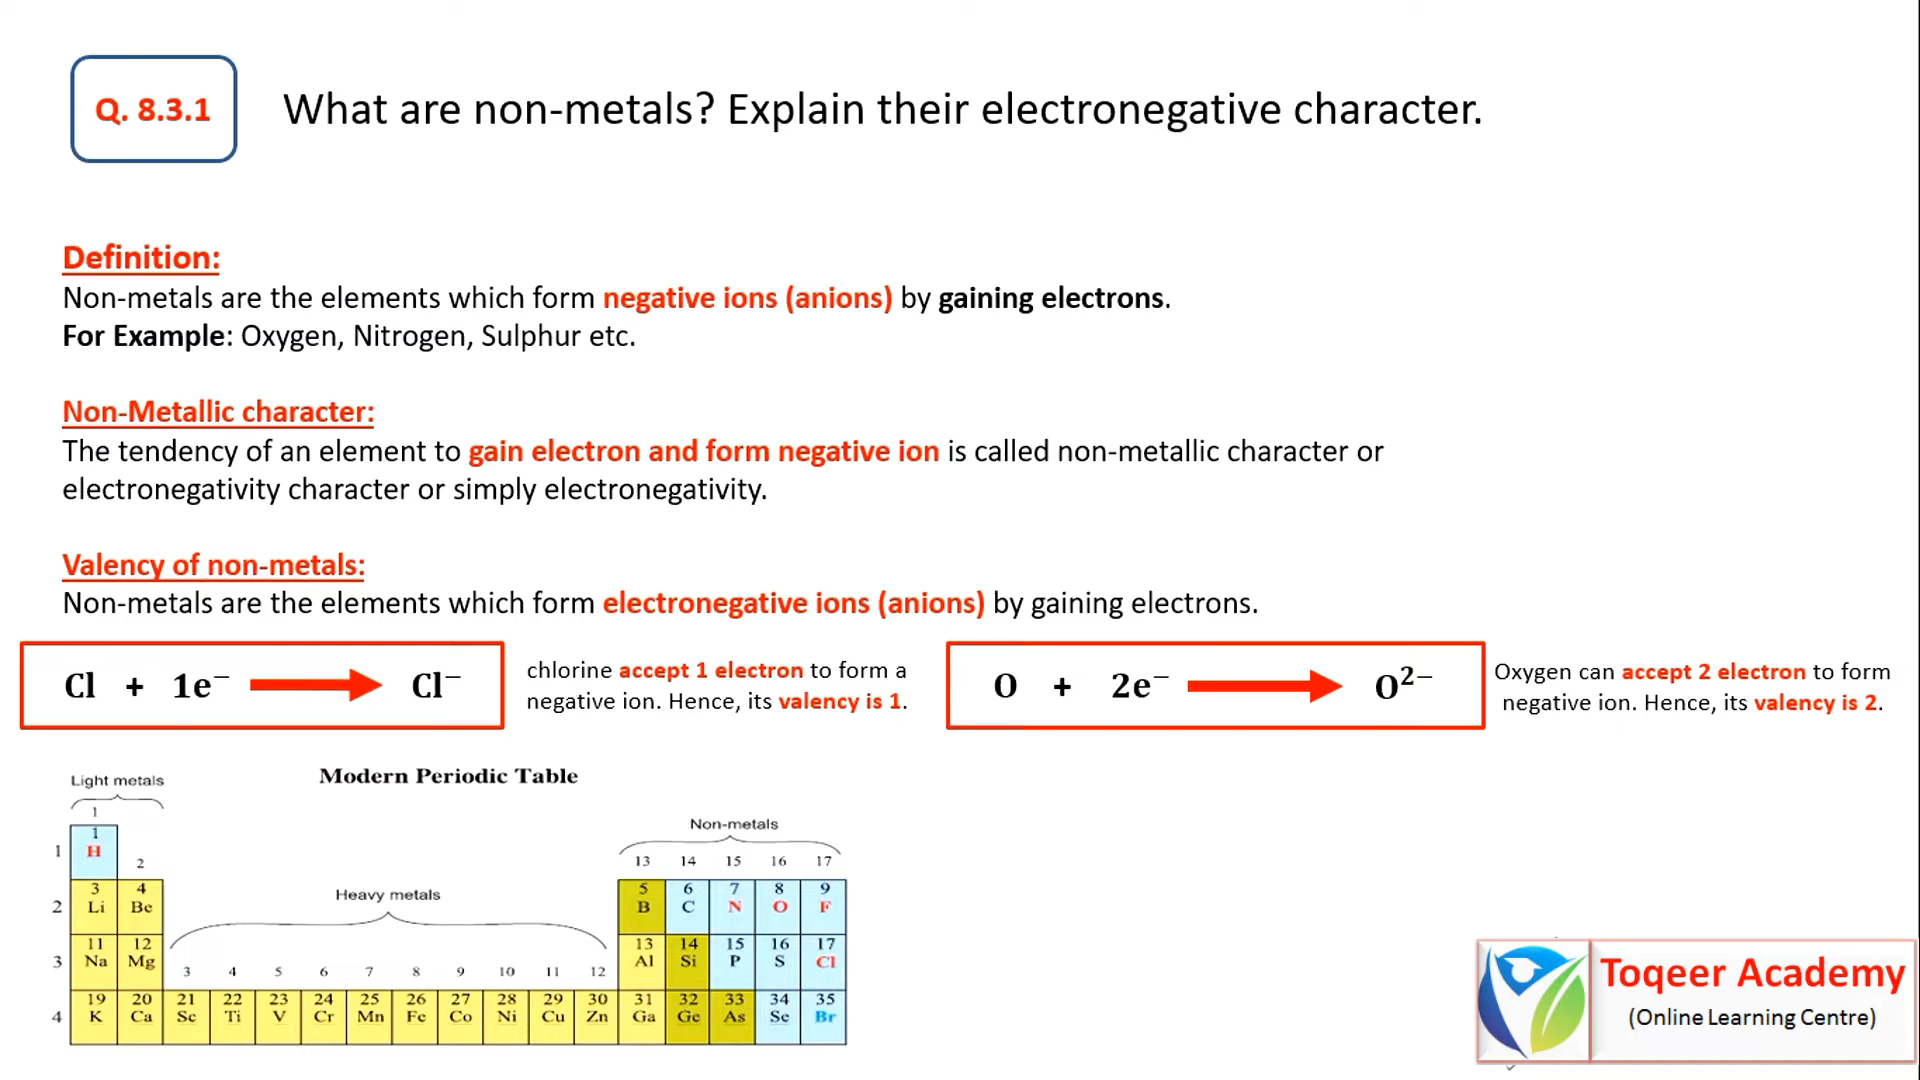 Q. 8.3.1
What are non-metals? Explain their electronegative character.
Definition:
Non-metals are the elements which form negative ions (anions) by gaining electrons.
For Example: Oxygen, Nitrogen, Sulphur etc.
Non-Metallic character:
The tendency of an element to gain electron and form negative ion is called non-metallic character or
electronegativity character or simply electronegativity.
Valency of non-metals:
Non-metals are the elements which form electronegative ions (anions) by gaining electrons.
Cl + 1e⁻ Cl⁻
chlorine accept 1 electron to form a
negative ion. Hence, its valency is 1.
O + 2e⁻ O²⁻
Oxygen can accept 2 electron to form
negative ion. Hence, its valency is 2.
Modern Periodic Table
Light metals
Non-metals
Heavy metals
1
2
13 14 15 16 17
3 4 5 6 7 8 9 10 11 12
1
1
H
2
3 4 5 6 7 8 9
Li Be B C N O F
3
11 12 13 14 15 16 17
Na Mg Al Si P S Cl
4
19 20 21 22 23 24 25 26 27 28 29 30 31 32 33 34 35
K Ca Sc Ti V Cr Mn Fe Co Ni Cu Zn Ga Ge As Se Br
Toqeer Academy
(Online Learning Centre)